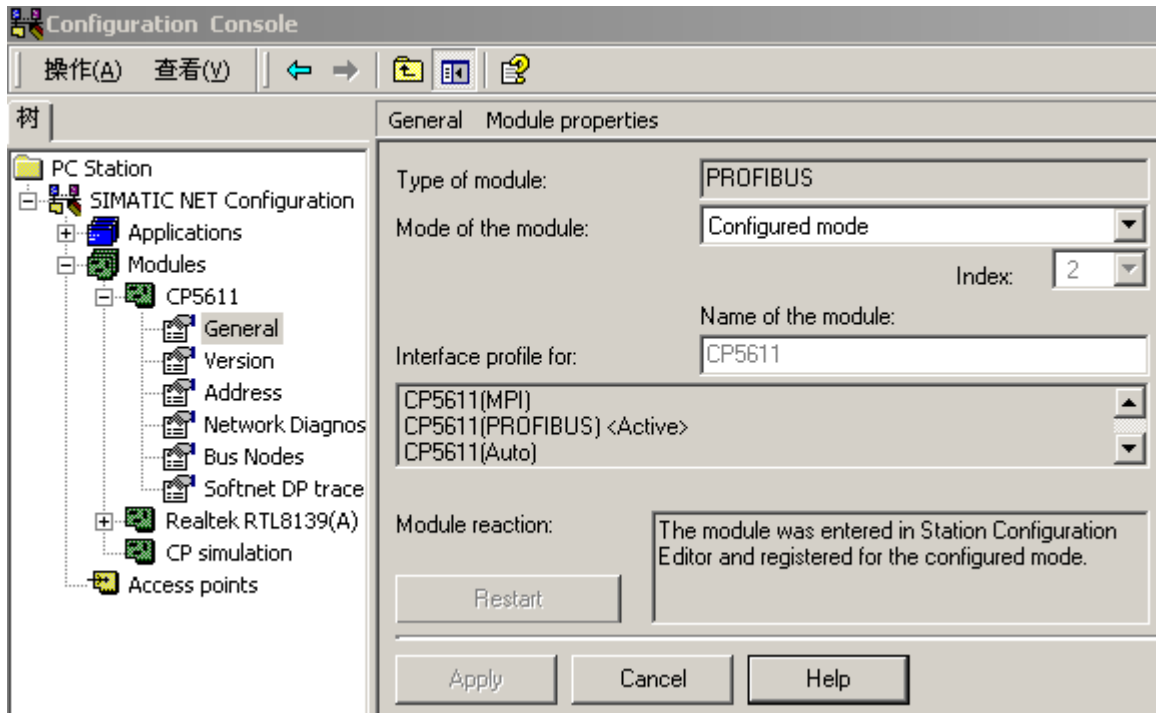 Configuration Console
操作(A) 查看(V)
树
General Module properties
PC Station
SIMATIC NET Configuration
Applications
Modules
CP5611
General
Version
Address
Network Diagnos
Bus Nodes
Softnet DP trace
Realtek RTL8139(A)
CP simulation
Access points
Type of module: PROFIBUS
Mode of the module: Configured mode
Index: 2
Name of the module:
Interface profile for: CP5611
CP5611(MPI)
CP5611(PROFIBUS) <Active>
CP5611(Auto)
Module reaction: The module was entered in Station Configuration
Editor and registered for the configured mode.
Restart
Apply Cancel Help